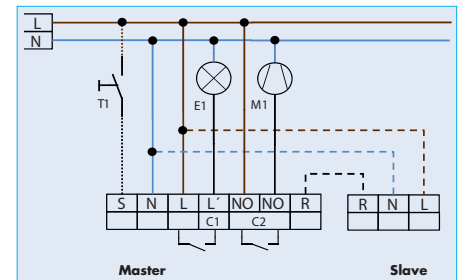 L
N
T1
E1
M1
S N L L´ NO NO R
C1 C2
R N L
Master
Slave